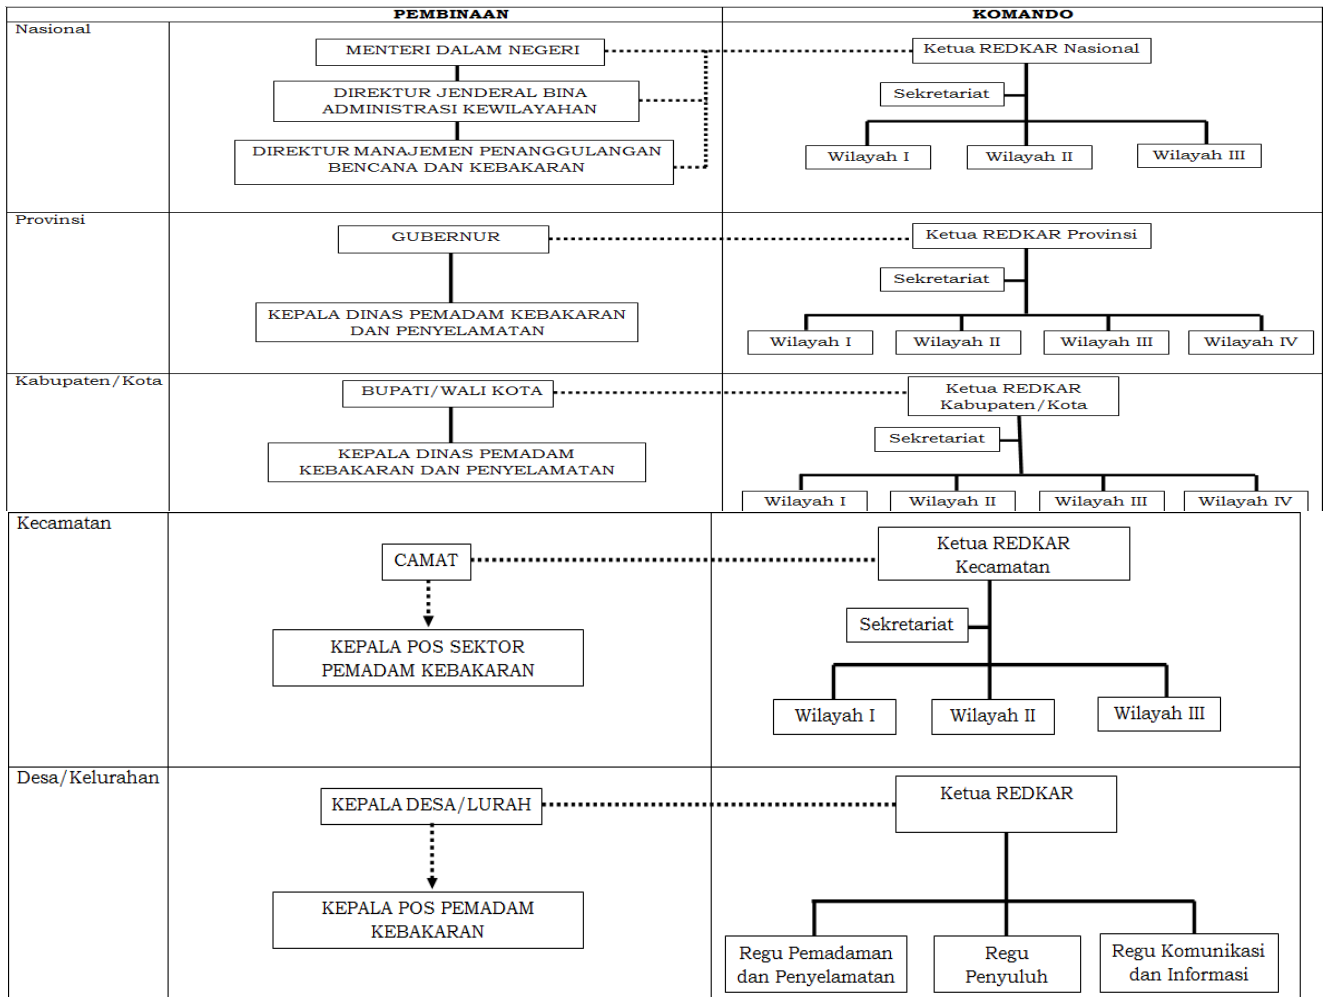 PEMBINAAN
KOMANDO
Nasional
MENTERI DALAM NEGERI
Ketua REDKAR Nasional
DIREKTUR JENDERAL BINA
ADMINISTRASI KEWILAYAHAN
Sekretariat
DIREKTUR MANAJEMEN PENANGGULANGAN
BENCANA DAN KEBAKARAN
Wilayah I
Wilayah II
Wilayah III
Provinsi
GUBERNUR
Ketua REDKAR Provinsi
Sekretariat
KEPALA DINAS PEMADAM KEBAKARAN
DAN PENYELAMATAN
Wilayah I
Wilayah II
Wilayah III
Wilayah IV
Kabupaten/Kota
BUPATI/WALI KOTA
Ketua REDKAR
Kabupaten/Kota
Sekretariat
KEPALA DINAS PEMADAM
KEBAKARAN DAN PENYELAMATAN
Wilayah I
Wilayah II
Wilayah III
Wilayah IV
Kecamatan
CAMAT
Ketua REDKAR
Kecamatan
Sekretariat
KEPALA POS SEKTOR
PEMADAM KEBAKARAN
Wilayah I
Wilayah II
Wilayah III
Desa/Kelurahan
KEPALA DESA/LURAH
Ketua REDKAR
KEPALA POS PEMADAM
KEBAKARAN
Regu Pemadaman
dan Penyelamatan
Regu
Penyuluh
Regu Komunikasi
dan Informasi